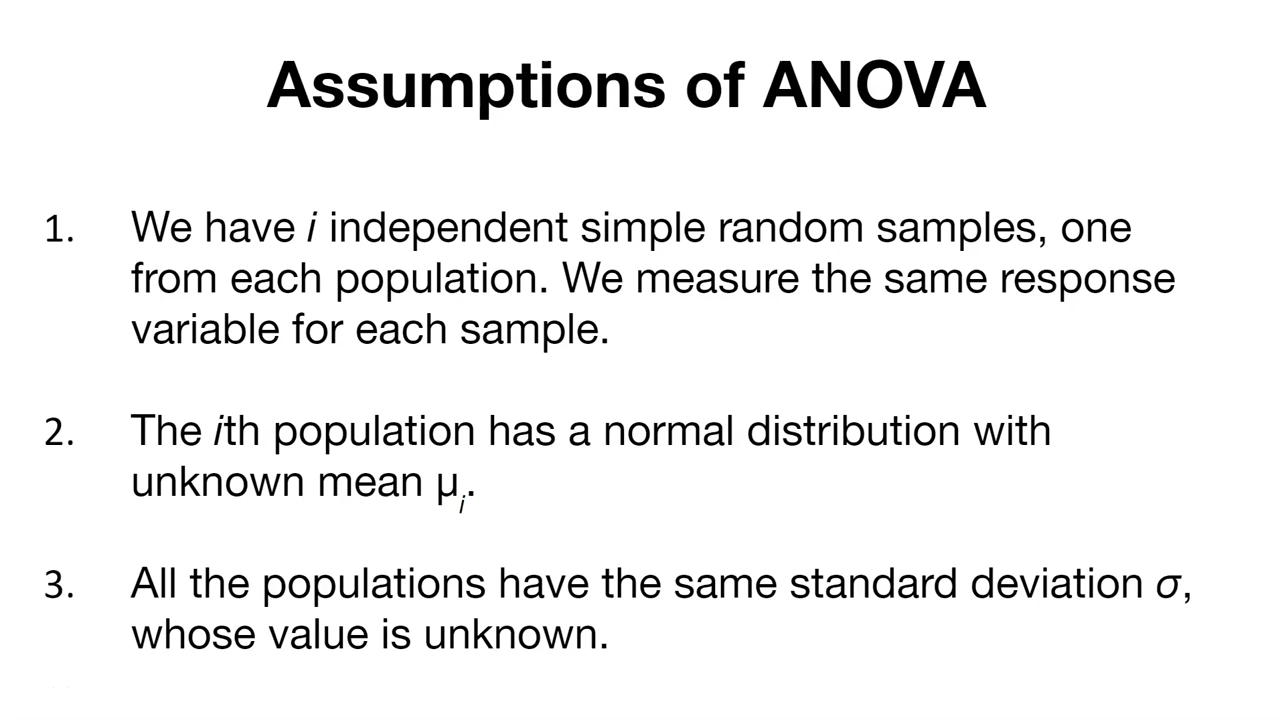 Assumptions of ANOVA
1. We have i independent simple random samples, one
from each population. We measure the same response
variable for each sample.
2. The ith population has a normal distribution with
unknown mean μᵢ.
3. All the populations have the same standard deviation σ,
whose value is unknown.